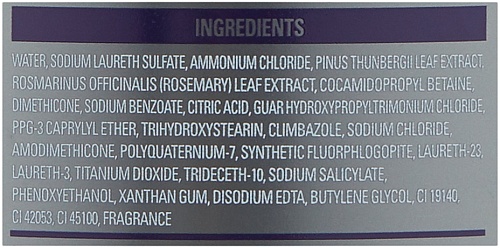 INGREDIENTS
WATER, SODIUM LAURETH SULFATE, AMMONIUM CHLORIDE, PINUS THUNBERGII LEAF EXTRACT,
ROSMARINUS OFFICINALIS (ROSEMARY) LEAF EXTRACT, COCAMIDOPROPYL BETAINE,
DIMETHICONE, SODIUM BENZOATE, CITRIC ACID, GUAR HYDROXYPROPYLTRIMONIUM CHLORIDE,
PPG-3 CAPRYLYL ETHER, TRIHYDROXYSTEARIN, CLIMBAZOLE, SODIUM CHLORIDE,
AMODIMETHICONE, POLYQUATERNIUM-7, SYNTHETIC FLUORPHLOGOPITE, LAURETH-23,
LAURETH-3, TITANIUM DIOXIDE, TRIDECETH-10, SODIUM SALICYLATE,
PHENOXYETHANOL, XANTHAN GUM, DISODIUM EDTA, BUTYLENE GLYCOL, CI 19140,
CI 42053, CI 45100, FRAGRANCE